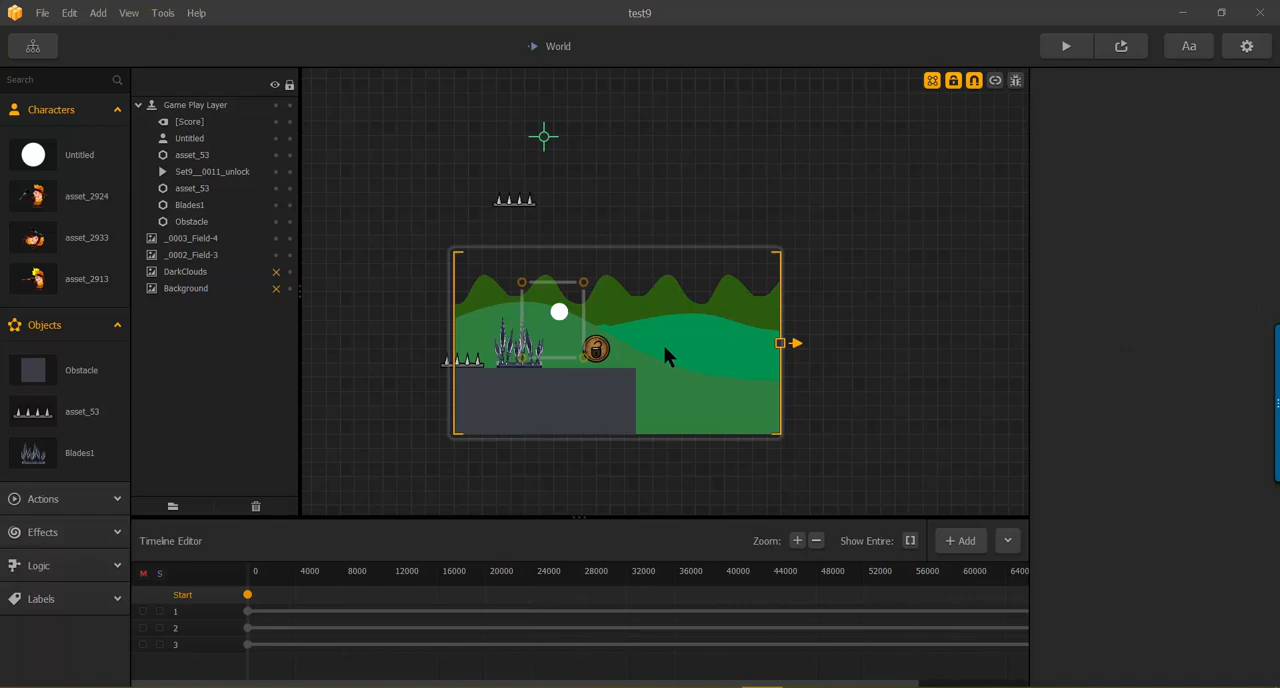 File Edit View Add Tools Help
test9
World
Aa
Search
Characters
Untitled
asset_2924
asset_2933
asset_2913
Objects
Obstacle
asset_53
Blades1
Actions
Effects
Logic
Labels
Game Play Layer
[Score]
Untitled
asset_53
Set9__0011_unlock
asset_53
Blades1
Obstacle
_0003_Field-4
_0002_Field-3
DarkClouds
Background
Timeline Editor
Zoom:
Show Entire:
+ Add
M S
0 4000 8000 12000 16000 20000 24000 28000 32000 36000 40000 44000 48000 52000 56000 60000 6400
Start
1
2
3